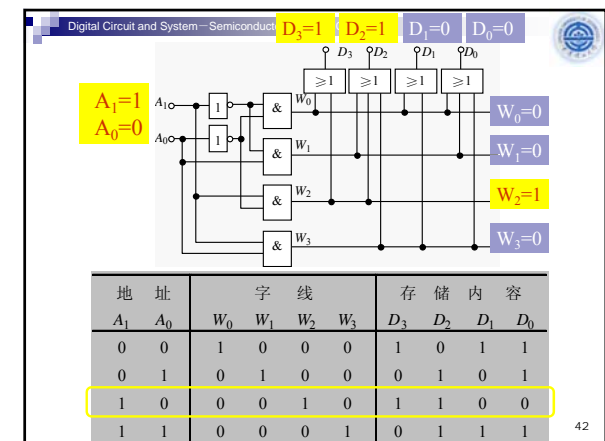 Digital Circuit and System－Semiconduct
D₃=1 D₂=1 D₁=0 D₀=0
D₃ D₂ D₁ D₀
≥1 ≥1 ≥1 ≥1
A₁=1
A₀=0
A₁ 1 & W₀ W₀=0
A₀ 1
& W₁ W₁=0
& W₂ W₂=1
& W₃ W₃=0
地 址 字 线 存 储 内 容
A₁ A₀ W₀ W₁ W₂ W₃ D₃ D₂ D₁ D₀
0 0 1 0 0 0 1 0 1 1
0 1 0 1 0 0 0 1 0 1
1 0 0 0 1 0 1 1 0 0
1 1 0 0 0 1 0 1 1 1
42